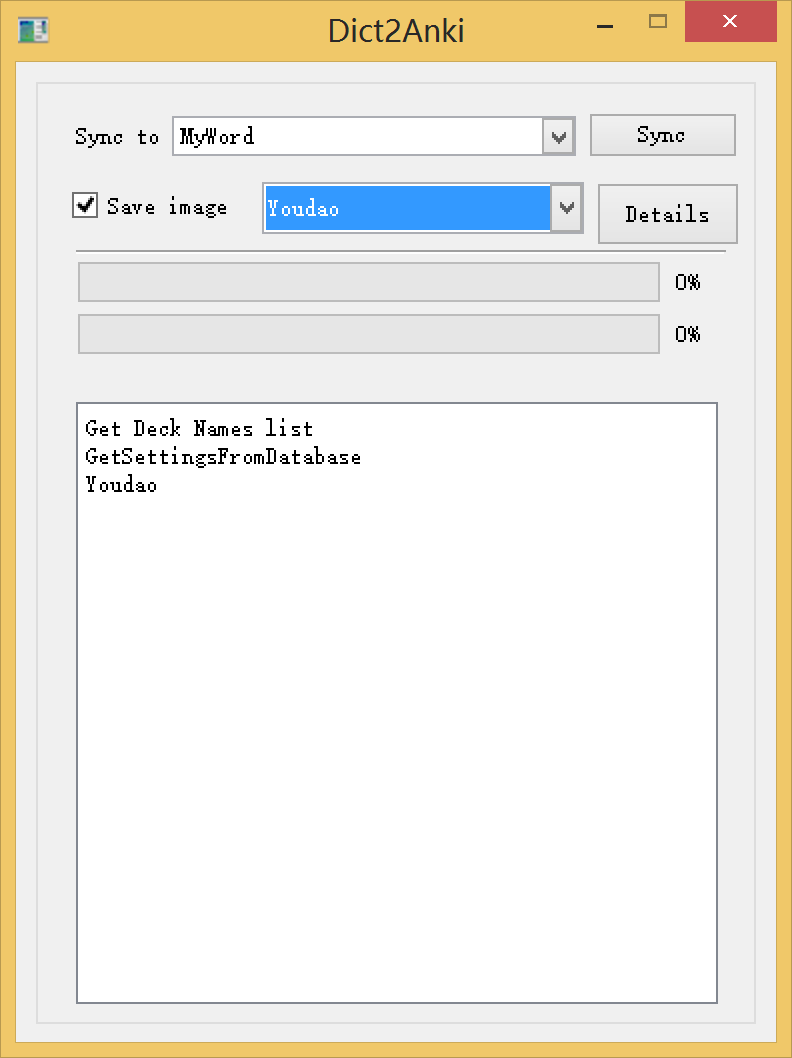 Dict2Anki
Sync to MyWord Sync
Save image Youdao Details
0%
0%
Get Deck Names list
GetSettingsFromDatabase
Youdao